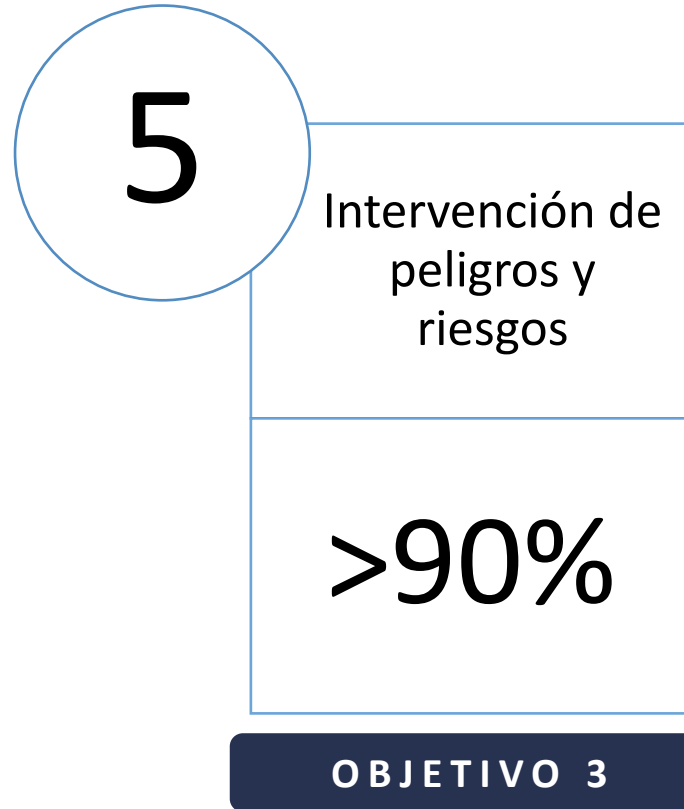 5
Intervención de
peligros y
riesgos
>90%
OBJETIVO 3